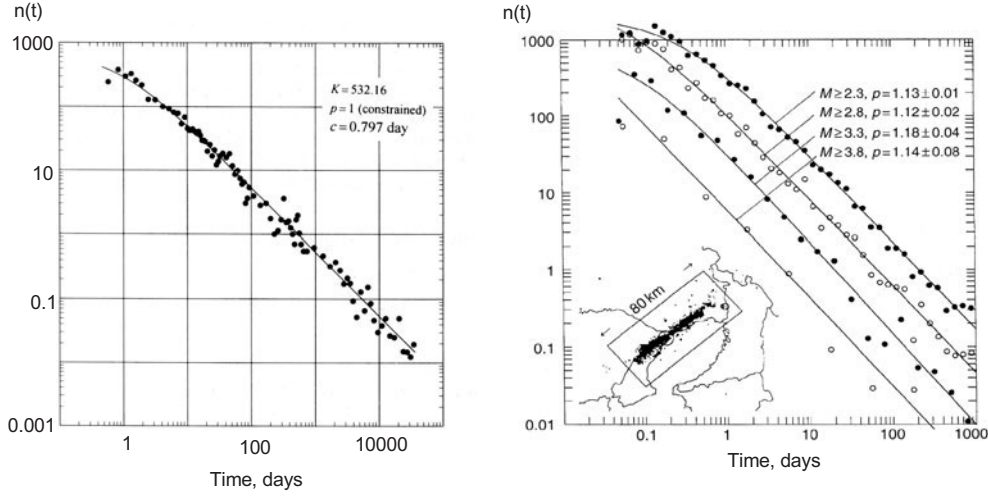 n(t)
1000
100
10
1
0.1
0.001
1
100
10000
Time, days
K = 532.16
p = 1 (constrained)
c = 0.797 day
n(t)
1000
100
10
1
0.1
0.01
0.1
1
10
100
1000
Time, days
M≥2.3, p=1.13±0.01
M≥2.8, p=1.12±0.02
M≥3.3, p=1.18±0.04
M≥3.8, p=1.14±0.08
80 km